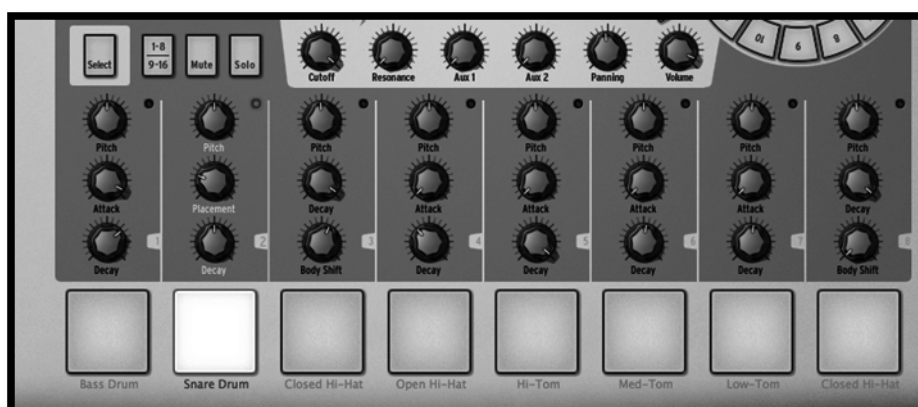 Select
1-8
9-16
Mute
Solo
Cutoff Resonance Aux 1 Aux 2 Panning Volume
10 9 8
Pitch Pitch Pitch Pitch Pitch Pitch Pitch Pitch
Attack Placement Decay Attack Attack Attack Attack Decay
1 2 3 4 5 6 7 8
Decay Decay Body Shift Decay Decay Decay Decay Body Shift
Bass Drum Snare Drum Closed Hi-Hat Open Hi-Hat Hi-Tom Med-Tom Low-Tom Closed Hi-Hat